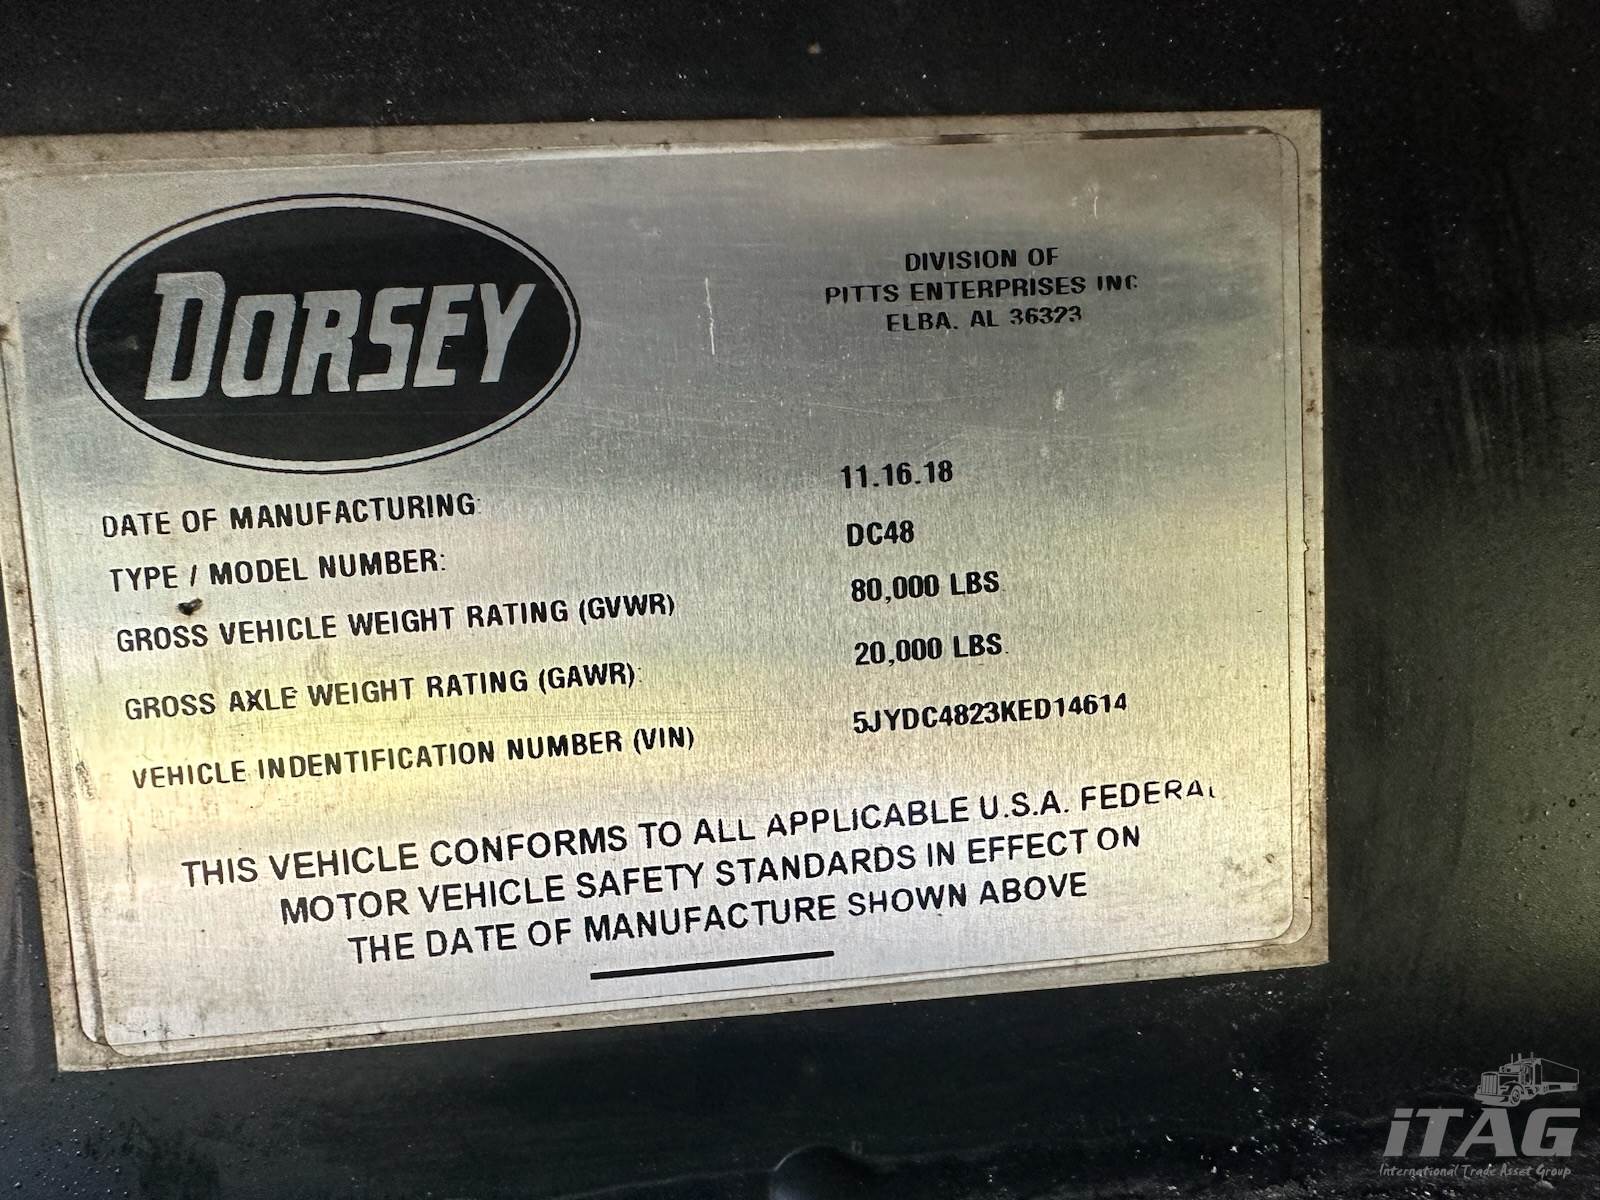 DORSEY
DIVISION OF
PITTS ENTERPRISES INC
ELBA. AL 36323
DATE OF MANUFACTURING: 11.16.18
TYPE / MODEL NUMBER: DC48
GROSS VEHICLE WEIGHT RATING (GVWR) 80,000 LBS
GROSS AXLE WEIGHT RATING (GAWR) 20,000 LBS.
VEHICLE INDENTIFICATION NUMBER (VIN) 5JYDC4823KED14614
THIS VEHICLE CONFORMS TO ALL APPLICABLE U.S.A. FEDERAL
MOTOR VEHICLE SAFETY STANDARDS IN EFFECT ON
THE DATE OF MANUFACTURE SHOWN ABOVE
iTAG
International Trade Asset Group